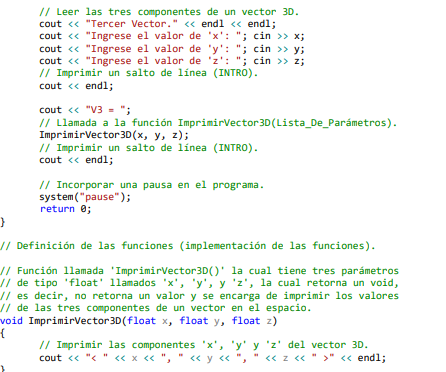 // Leer las tres componentes de un vector 3D.
cout << "Tercer Vector." << endl << endl;
cout << "Ingrese el valor de 'x': "; cin >> x;
cout << "Ingrese el valor de 'y': "; cin >> y;
cout << "Ingrese el valor de 'z': "; cin >> z;
// Imprimir un salto de línea (INTRO).
cout << endl;
cout << "V3 = ";
// Llamada a la función ImprimirVector3D(Lista_De_Parámetros).
ImprimirVector3D(x, y, z);
// Imprimir un salto de línea (INTRO).
cout << endl;
// Incorporar una pausa en el programa.
system("pause");
return 0;
}
// Definición de las funciones (implementación de las funciones).
// Función llamada 'ImprimirVector3D()' la cual tiene tres parámetros
// de tipo 'float' llamados 'x', 'y', y 'z', la cual retorna un void,
// es decir, no retorna un valor y se encarga de imprimir los valores
// de las tres componentes de un vector en el espacio.
void ImprimirVector3D(float x, float y, float z)
{
// Imprimir las componentes 'x', 'y' y 'z' del vector 3D.
cout << "< " << x << ", " << y << ", " << z << " >" << endl;
}